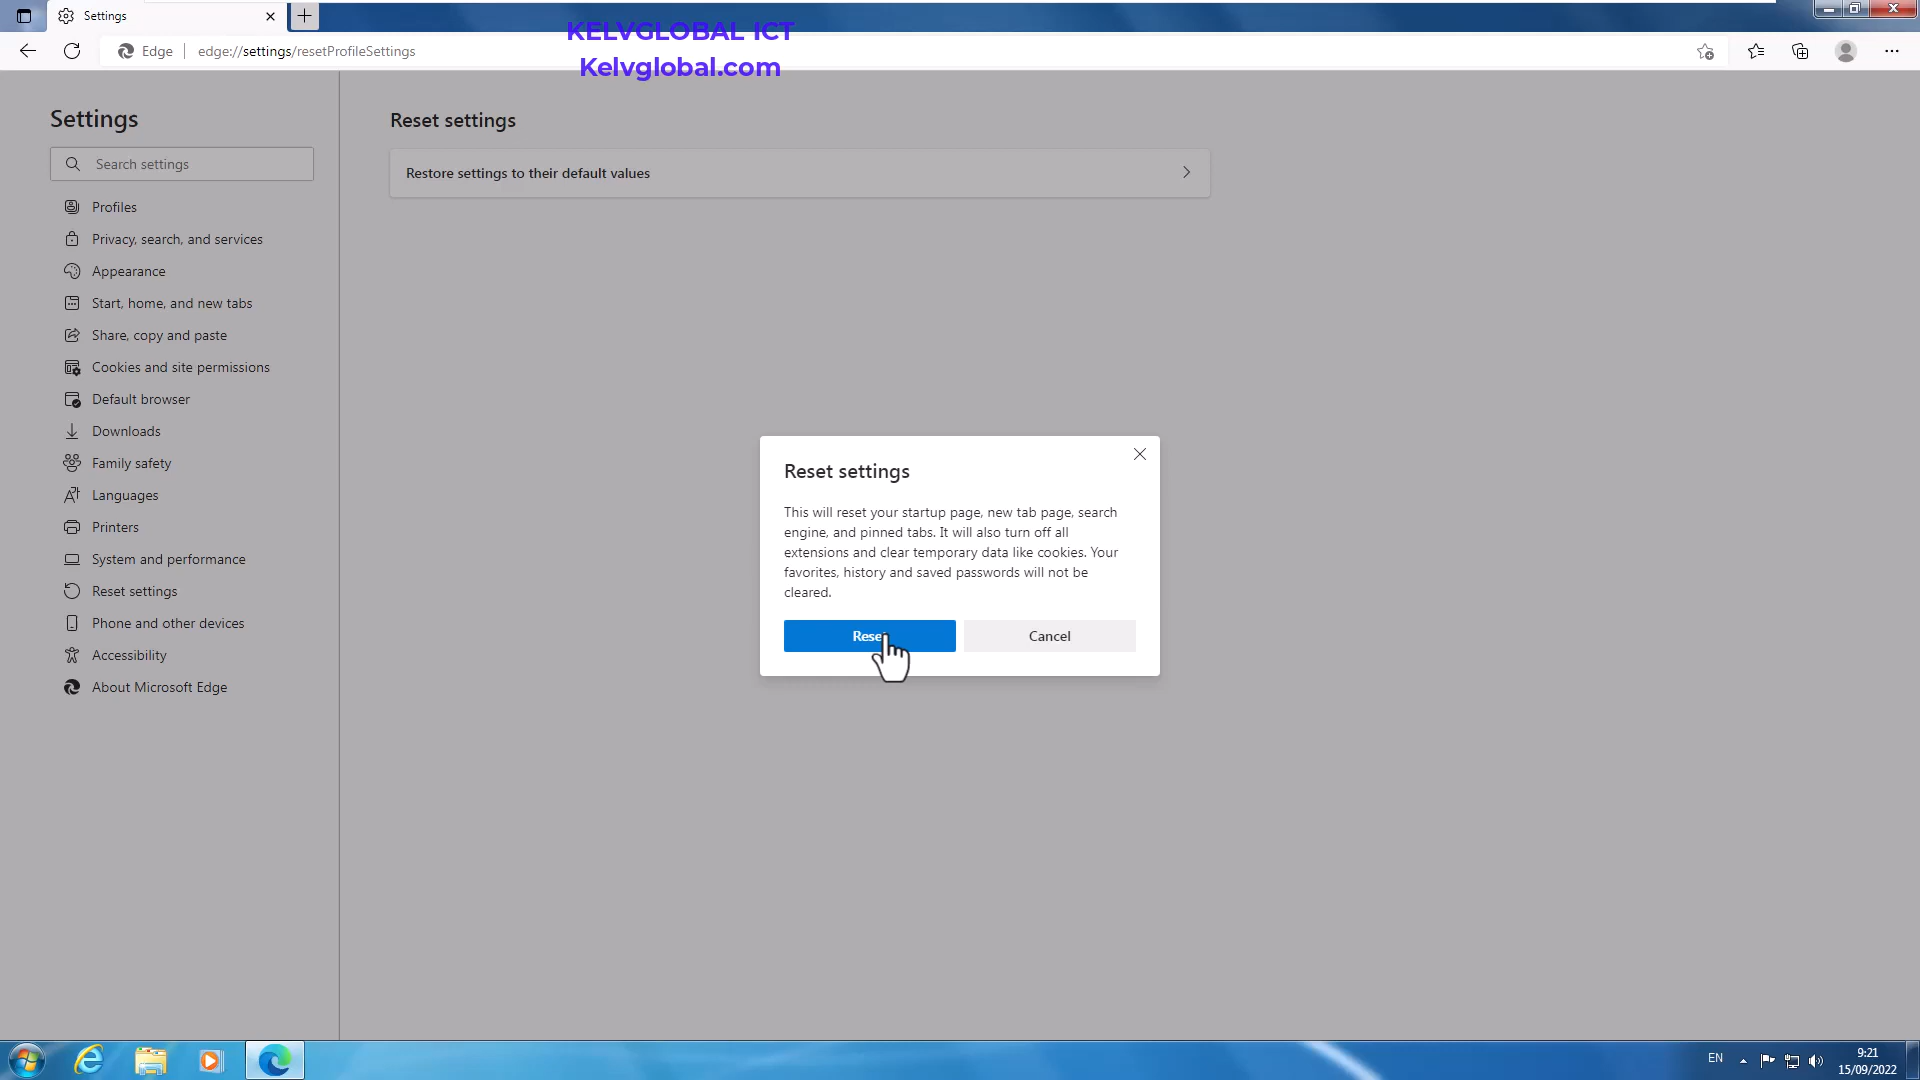 Settings
KELVGLOBAL ICT
Edge
edge://settings/resetProfileSettings
Kelvglobal.com
Settings
Search settings
Profiles
Privacy, search, and services
Appearance
Start, home, and new tabs
Share, copy and paste
Cookies and site permissions
Default browser
Downloads
Family safety
Languages
Printers
System and performance
Reset settings
Phone and other devices
Accessibility
About Microsoft Edge
Reset settings
Restore settings to their default values
Reset settings
This will reset your startup page, new tab page, search
engine, and pinned tabs. It will also turn off all
extensions and clear temporary data like cookies. Your
favorites, history and saved passwords will not be
cleared.
Rese
Cancel
EN
9:21
15/09/2022